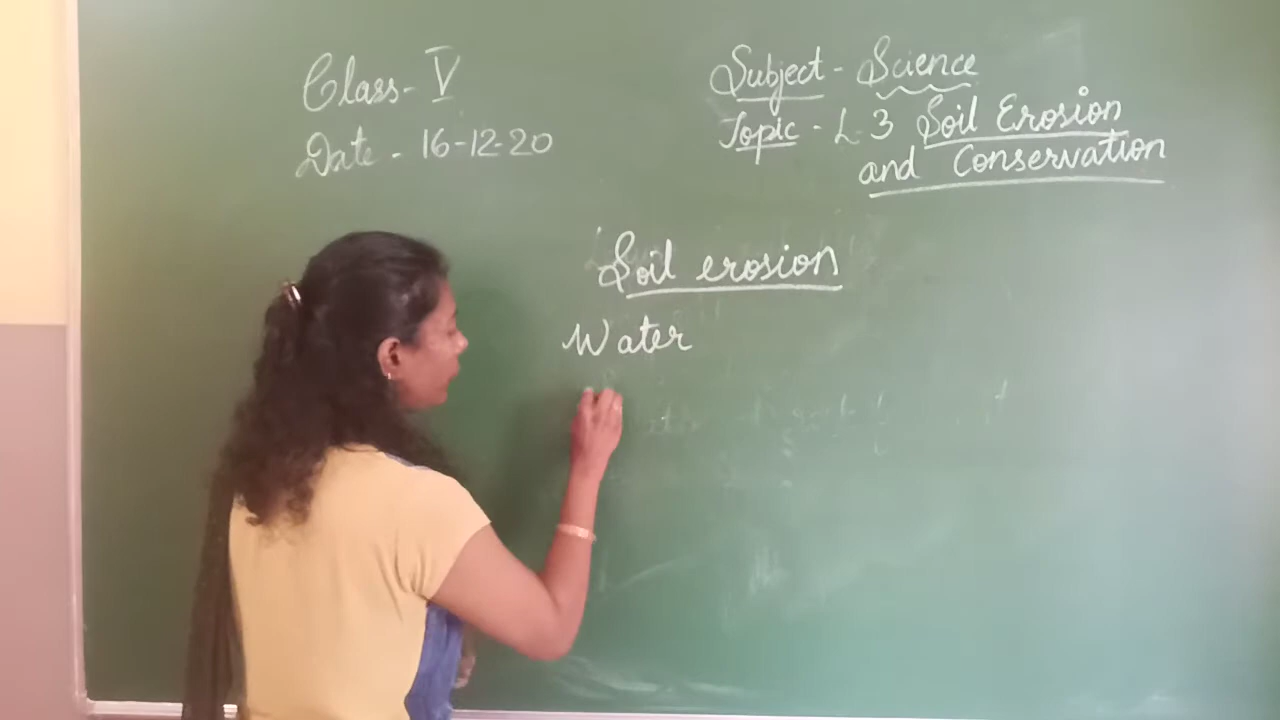 Class - V
Date - 16-12-20
Subject - Science
Topic - L 3 Soil Erosion
and Conservation
Soil erosion
Water